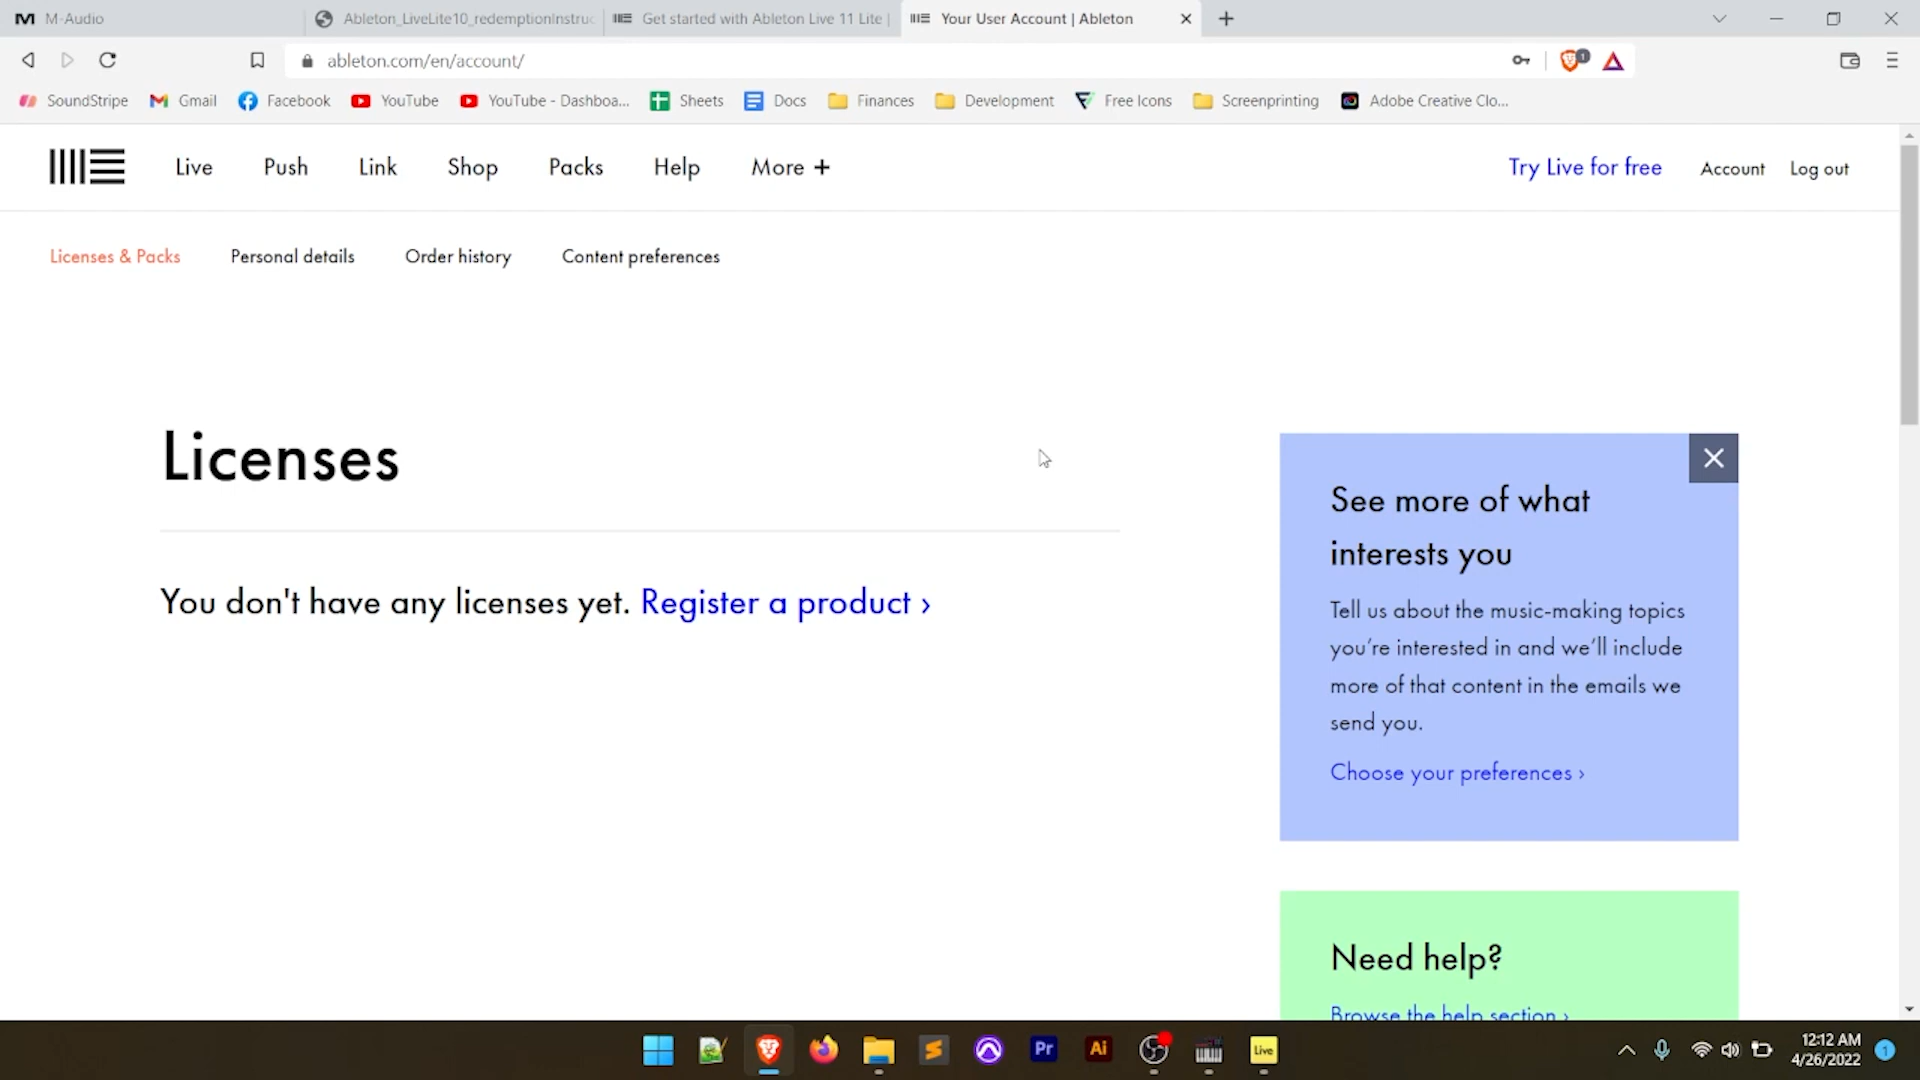 M-Audio
Ableton_LiveLite10_redemptionInstruc
Get started with Ableton Live 11 Lite |
Your User Account | Ableton
ableton.com/en/account/
1
SoundStripe
Gmail
Facebook
YouTube
YouTube - Dashboa...
Sheets
Docs
Finances
Development
Free Icons
Screenprinting
Adobe Creative Clo...
Live
Push
Link
Shop
Packs
Help
More +
Try Live for free
Account
Log out
Licenses & Packs
Personal details
Order history
Content preferences
Licenses
You don't have any licenses yet. Register a product ›
See more of what
interests you
Tell us about the music-making topics
you're interested in and we'll include
more of that content in the emails we
send you.
Choose your preferences ›
Need help?
Browse the help section ›
Pr
Ai
Live
12:12 AM
4/26/2022
1